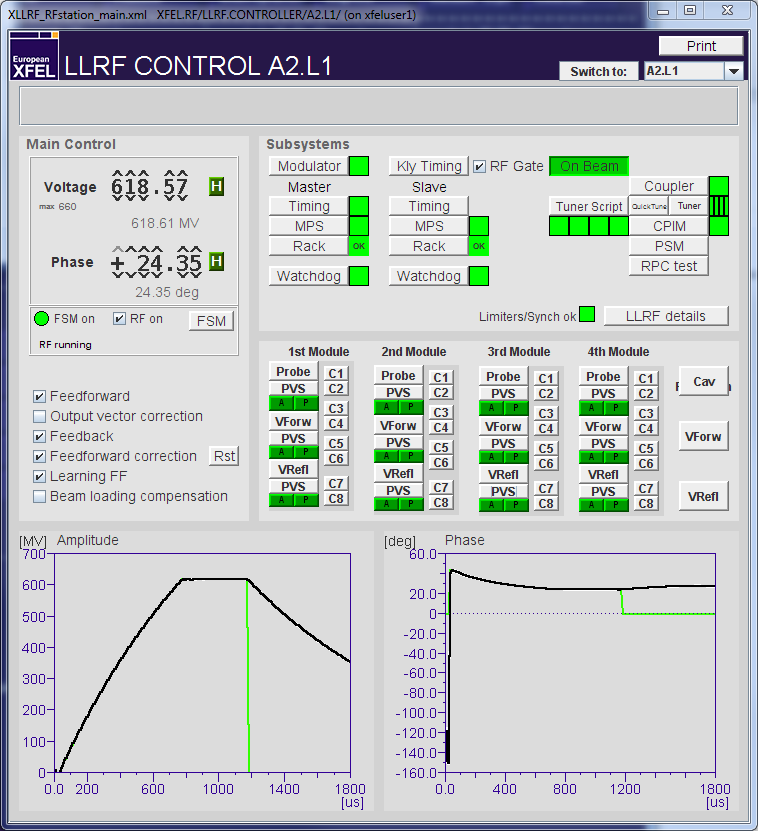 XLLRF_RFstation_main.xml XFEL.RF/LLRF.CONTROLLER/A2.L1/ (on xfeluser1)
European
XFEL
LLRF CONTROL A2.L1
Print
Switch to:
A2.L1
Main Control
Voltage
618.57
H
max 660
618.61 MV
Phase
+ 24.35
H
24.35 deg
FSM on
RF on
FSM
RF running
Feedforward
Output vector correction
Feedback
Feedforward correction
Rst
Learning FF
Beam loading compensation
Subsystems
Modulator
Kly Timing
RF Gate
On Beam
Master
Slave
Coupler
Timing
Timing
Tuner Script
QuickTune
Tuner
MPS
MPS
CPIM
Rack
OK
Rack
OK
PSM
RPC test
Watchdog
Watchdog
Limiters/Synch ok
LLRF details
1st Module
2nd Module
3rd Module
4th Module
Probe
PVS
A P
VForw
PVS
A P
VRefl
PVS
A P
C1
C2
C3
C4
C5
C6
C7
C8
Probe
PVS
A P
VForw
PVS
A P
VRefl
PVS
A P
C1
C2
C3
C4
C5
C6
C7
C8
Probe
PVS
A P
VForw
PVS
A P
VRefl
PVS
A P
C1
C2
C3
C4
C5
C6
C7
C8
Probe
PVS
A P
VForw
PVS
A P
VRefl
PVS
A P
C1
C2
C3
C4
C5
C6
C7
C8
Cav
VForw
VRefl
[MV]
Amplitude
700
600
500
400
300
200
100
0
0.0 200 600 1000 1400 1800
[us]
[deg]
Phase
60.0
40.0
20.0
0
20.0
-40.0
-60.0
-80.0
-100.0
-120.0
-140.0
-160.0
0.0 400 800 1200 1800
[us]